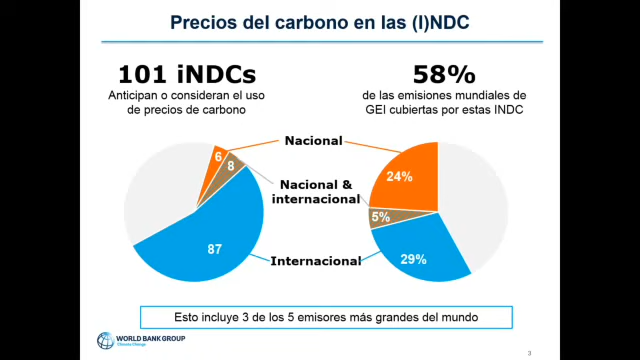 Precios del carbono en las (I)NDC
101 iNDCs
Anticipan o consideran el uso
de precios de carbono
58%
de las emisiones mundiales de
GEI cubiertas por estas INDC
Nacional
6
8
87
Nacional &
internacional
24%
5%
29%
Internacional
Esto incluye 3 de los 5 emisores más grandes del mundo
WORLD BANK GROUP
Climate Change
3